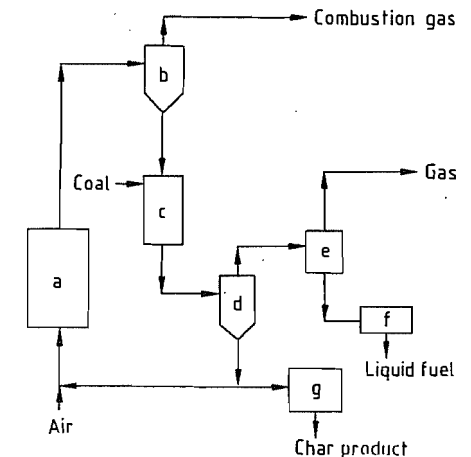 Combustion gas
b
Coal
c
Gas
a
e
d
f
Liquid fuel
g
Air
Char product